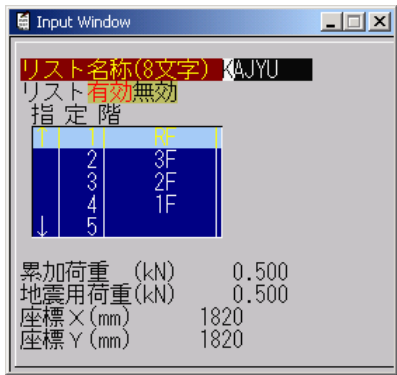 Input Window
リスト名称(8文字) KAJYU
リスト有効無効
指 定 階
↑ 1 RF
2 3F
3 2F
4 1F
↓ 5
累加荷重 (kN) 0.500
地震用荷重(kN) 0.500
座標X(mm) 1820
座標Y(mm) 1820